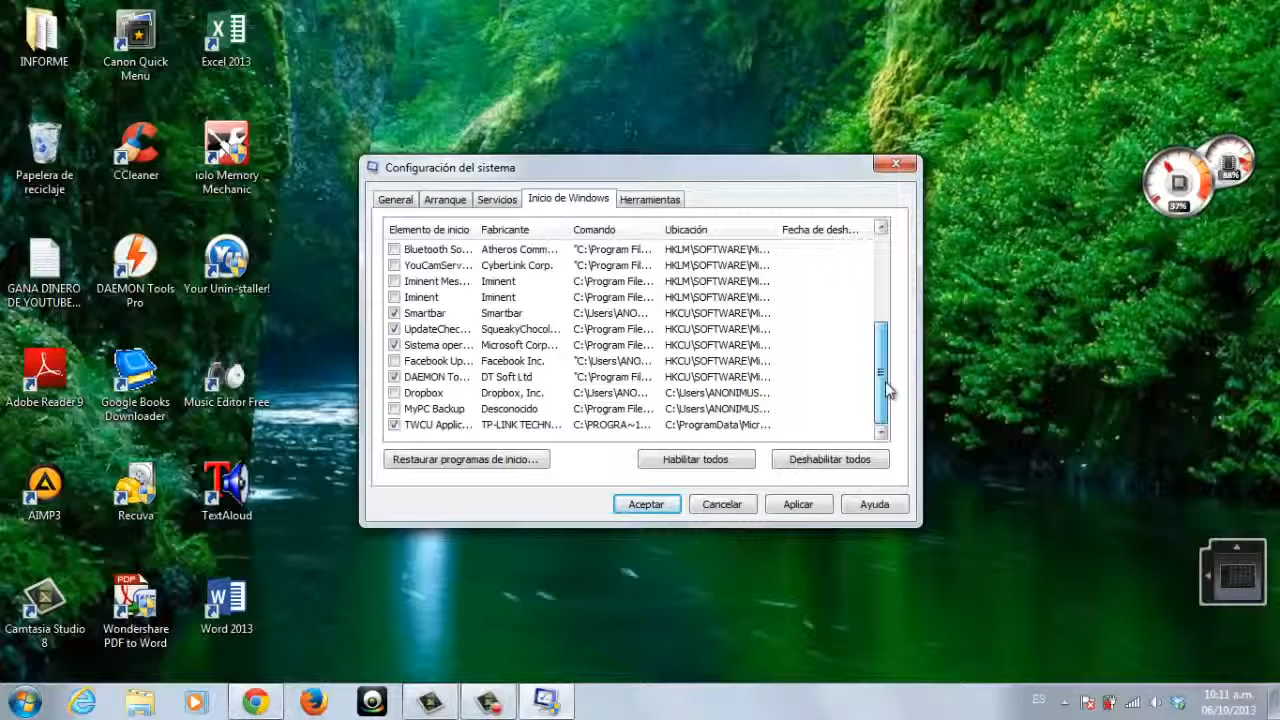 INFORME
Canon Quick
Menu
Excel 2013
Papelera de
reciclaje
CCleaner
iolo Memory
Mechanic
GANA DINERO
DE YOUTUBE...
DAEMON Tools
Pro
Your Unin-staller!
Adobe Reader 9
Google Books
Downloader
Music Editor Free
AIMP3
Recuva
TextAloud
Camtasia Studio
8
PDF
Wondershare
PDF to Word
Word 2013
Configuración del sistema
General Arranque Servicios Inicio de Windows Herramientas
Elemento de inicio Fabricante Comando Ubicación Fecha de desh...
Bluetooth So... Atheros Comm... "C:\Program Fil... HKLM\SOFTWARE\Mi...
YouCamServ... CyberLink Corp. "C:\Program Fil... HKLM\SOFTWARE\Mi...
Iminent Mes... Iminent C:\Program File... HKLM\SOFTWARE\Mi...
Iminent Iminent C:\Program File... HKLM\SOFTWARE\Mi...
Smartbar Smartbar C:\Users\ANO... HKCU\SOFTWARE\Mi...
UpdateChec... SqueakyChocol... C:\Program File... HKCU\SOFTWARE\Mi...
Sistema oper... Microsoft Corp... C:\Program File... HKCU\SOFTWARE\Mi...
Facebook Up... Facebook Inc. "C:\Users\ANO... HKCU\SOFTWARE\Mi...
DAEMON To... DT Soft Ltd "C:\Program Fil... HKCU\SOFTWARE\Mi...
Dropbox Dropbox, Inc. C:\Users\ANO... C:\Users\ANONIMUS...
MyPC Backup Desconocido C:\Program File... C:\Users\ANONIMUS...
TWCU Applic... TP-LINK TECHN... C:\PROGRA~1... C:\ProgramData\Micr...
Restaurar programas de inicio... Habilitar todos Deshabilitar todos
Aceptar Cancelar Aplicar Ayuda
88%
37%
ES
10:11 a.m.
06/10/2013